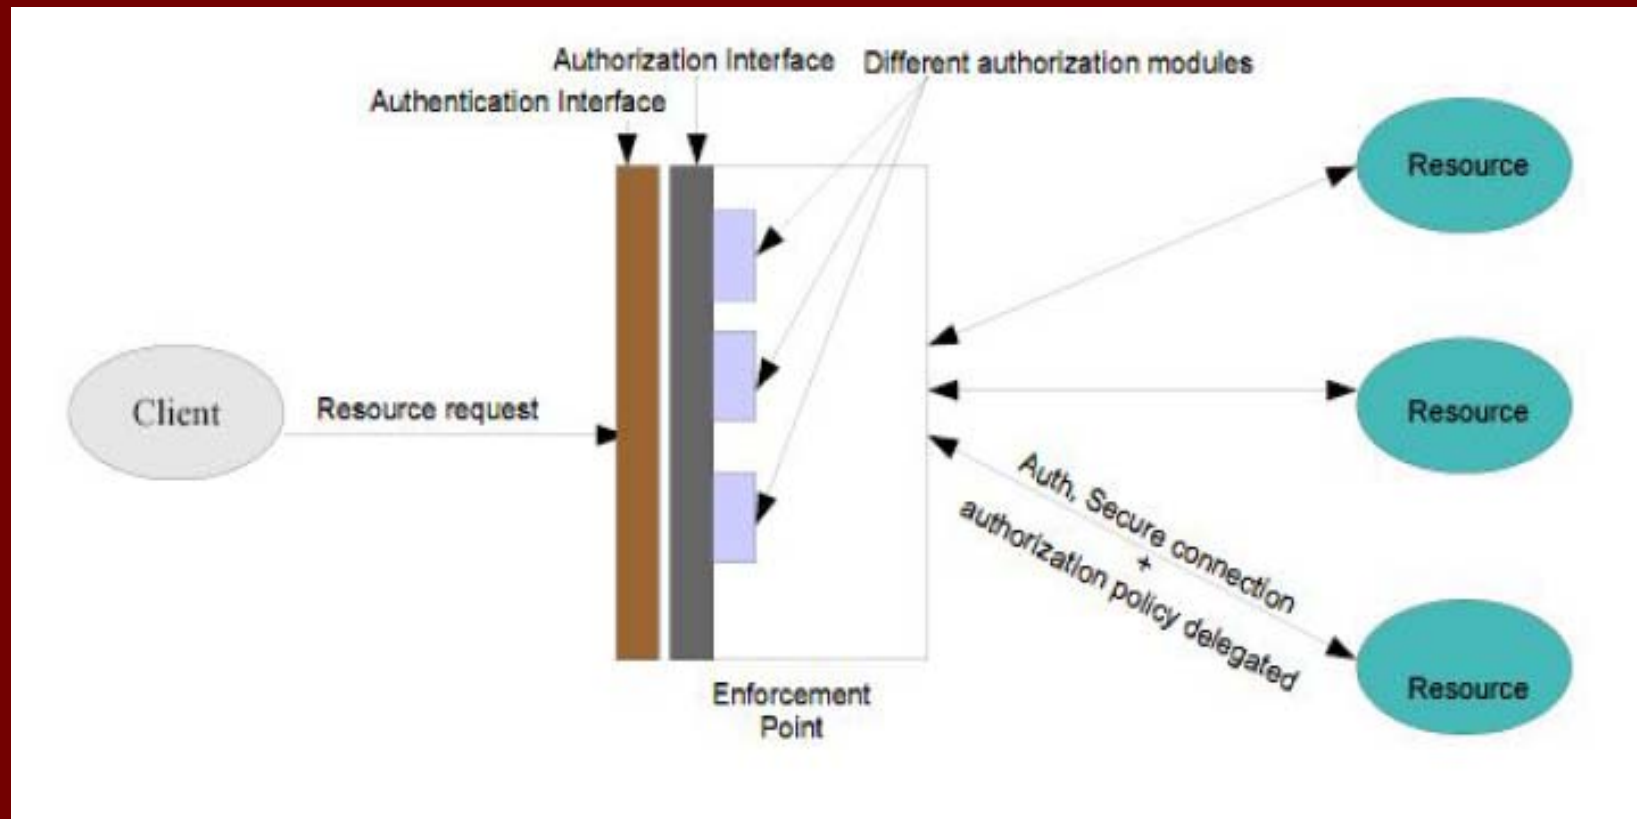 Authorization Interface
Different authorization modules
Authentication Interface
Resource
Client
Resource request
Resource
Auth, Secure connection
+
authorization policy delegated
Resource
Enforcement
Point